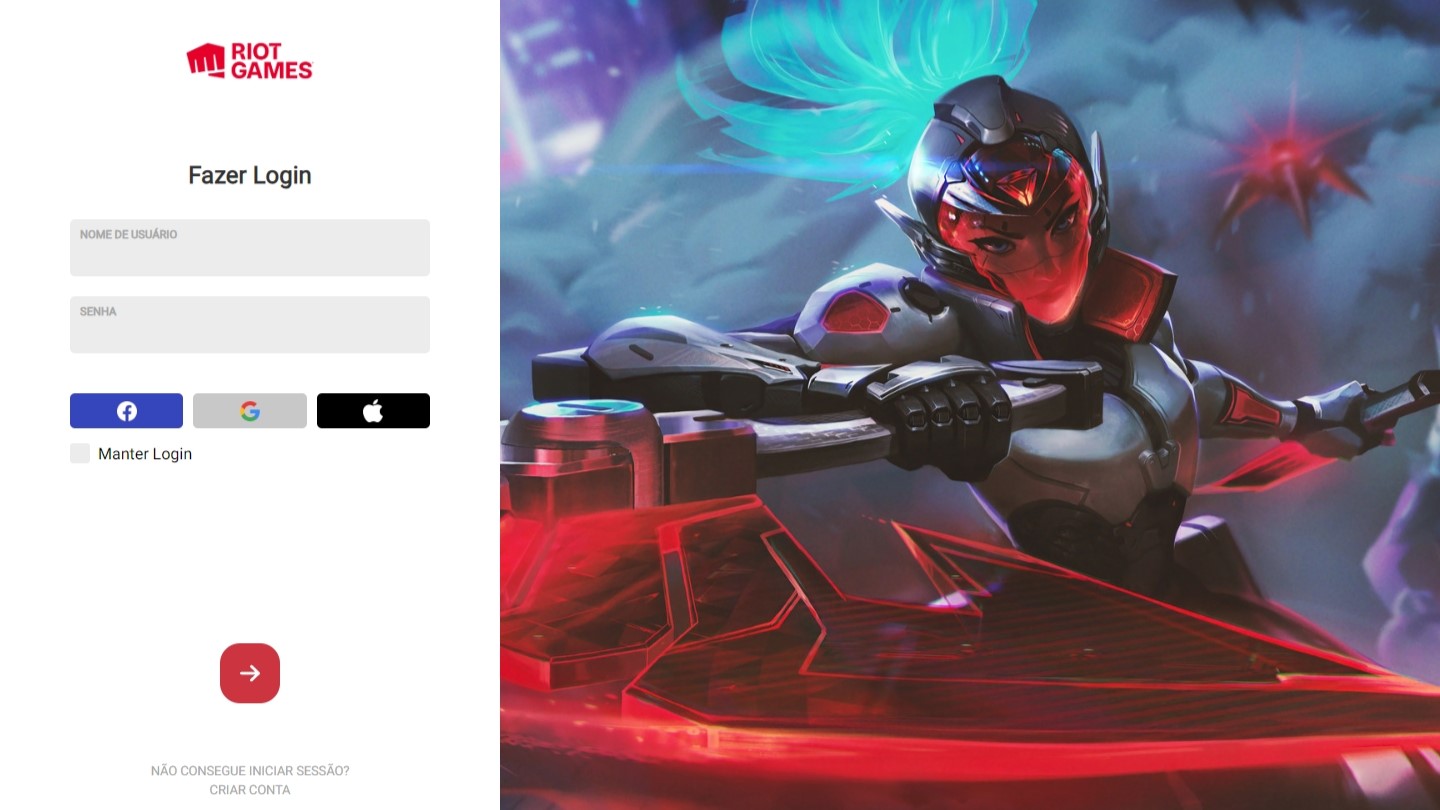 RIOT
GAMES
Fazer Login
NOME DE USUÁRIO
SENHA
Manter Login
NÃO CONSEGUE INICIAR SESSÃO?
CRIAR CONTA